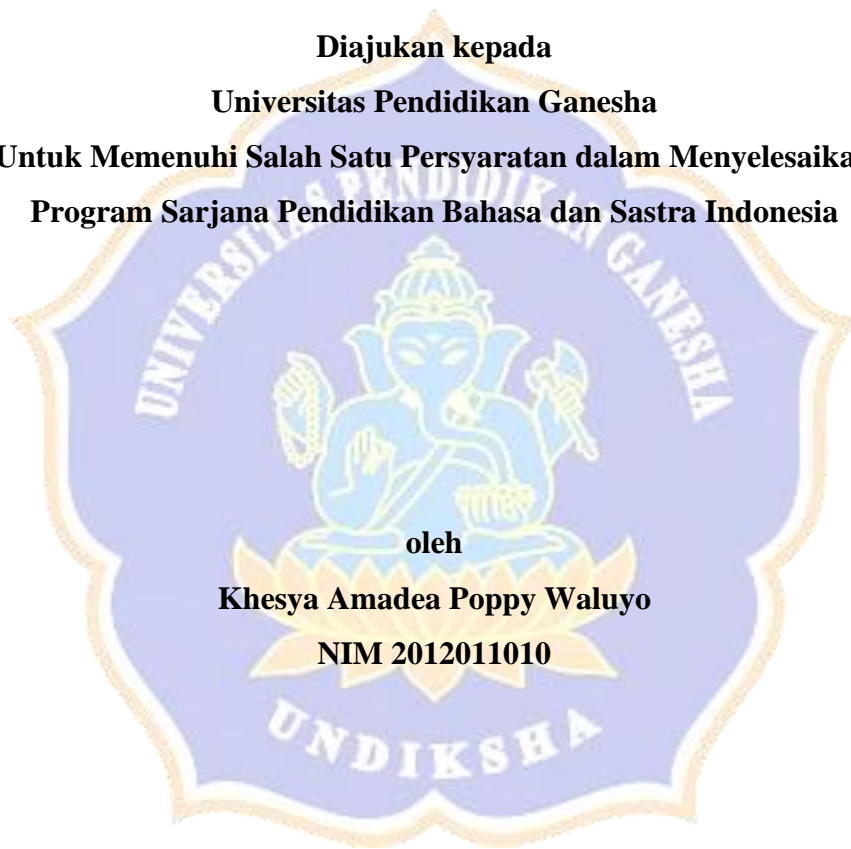 Diajukan kepada
Universitas Pendidikan Ganesha
Untuk Memenuhi Salah Satu Persyaratan dalam Menyelesaika
Program Sarjana Pendidikan Bahasa dan Sastra Indonesia
UNIVERSITAS PENDIDIKAN GANESHA
oleh
Khesya Amadea Poppy Waluyo
NIM 2012011010
UNDIKSHA